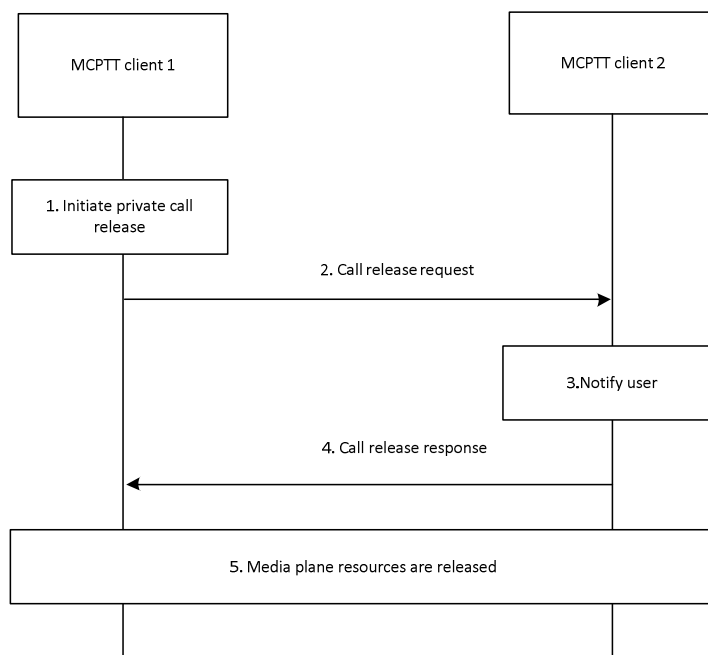 MCPTT client 1
MCPTT client 2
1. Initiate private call
release
2. Call release request
3.Notify user
4. Call release response
5. Media plane resources are released